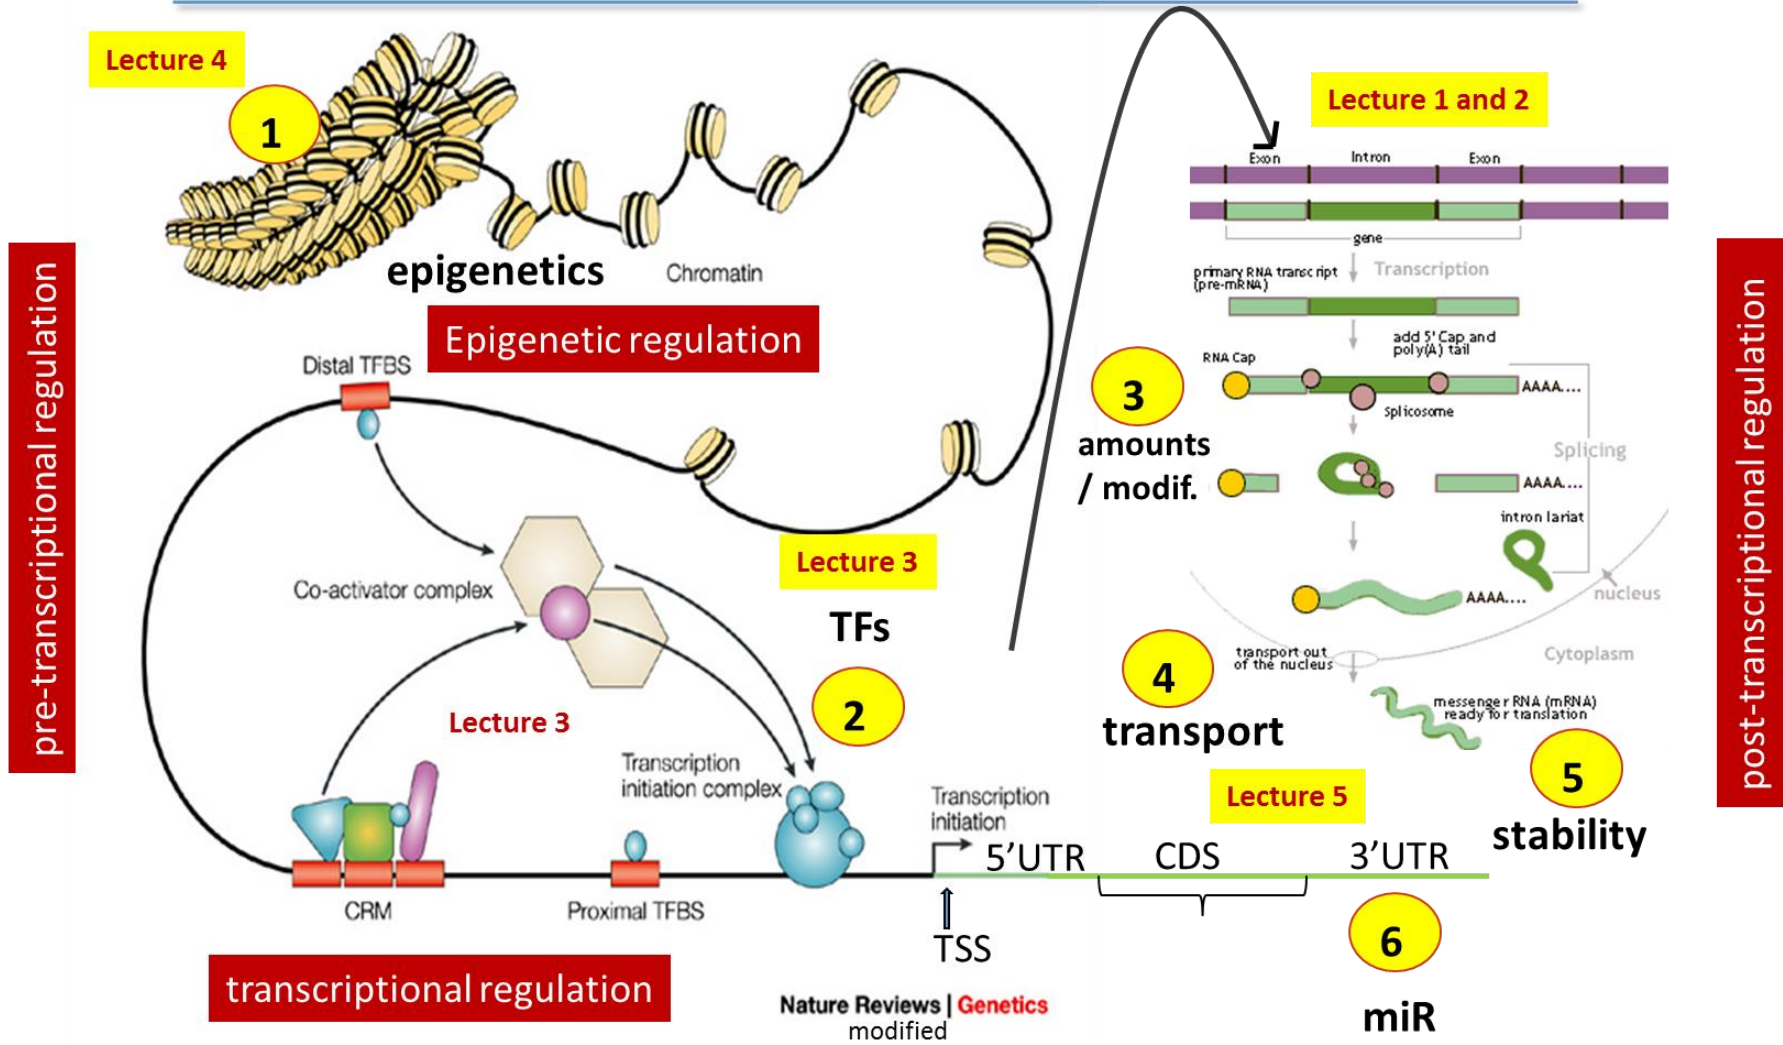 Lecture 4
1
epigenetics
Chromatin
Epigenetic regulation
pre-transcriptional regulation
Distal TFBS
Co-activator complex
Lecture 3
TFs
2
Lecture 3
Transcription
initiation complex
Transcription
initiation
5’UTR
CDS
3’UTR
CRM
Proximal TFBS
TSS
transcriptional regulation
Nature Reviews | Genetics
modified
Lecture 1 and 2
Exon
Intron
Exon
gene
Transcription
primary RNA transcript
(pre-mRNA)
add 5' Cap and
poly(A) tail
RNA Cap
AAAA....
3
amounts
/ modif.
Splicosome
Splicing
AAAA....
intron lariat
AAAA....
nucleus
Cytoplasm
transport out
of the nucleus
4
transport
messenger RNA (mRNA)
ready for translation
5
stability
Lecture 5
6
miR
post-transcriptional regulation